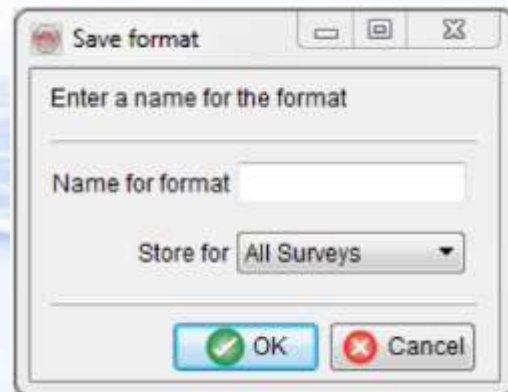 Save format
Enter a name for the format
Name for format
Store for All Surveys
OK Cancel